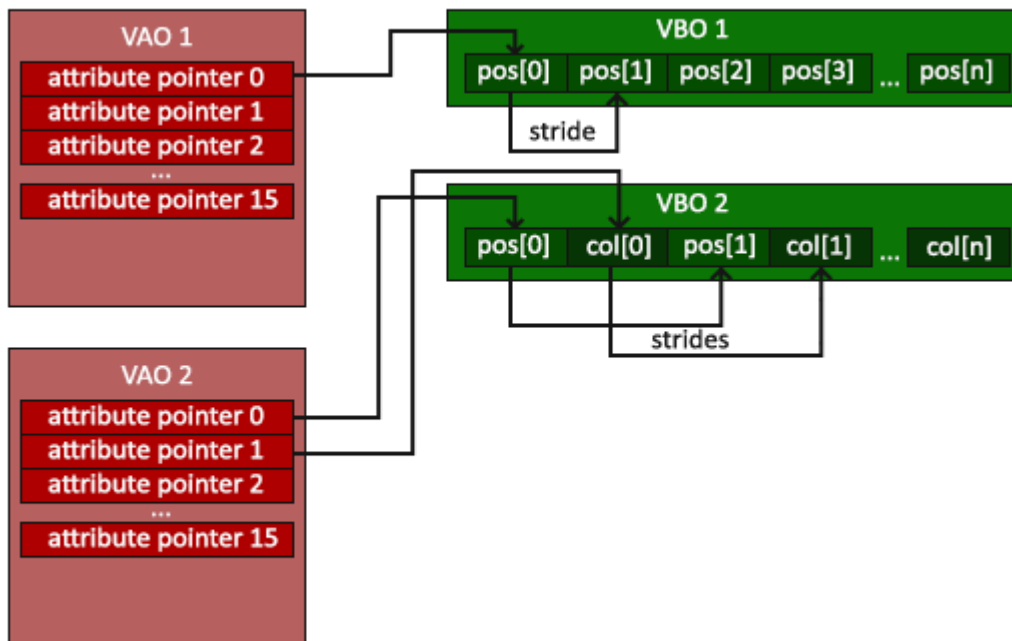 VAO 1
attribute pointer 0
attribute pointer 1
attribute pointer 2
...
attribute pointer 15
VBO 1
pos[0] pos[1] pos[2] pos[3] ... pos[n]
stride
VBO 2
pos[0] col[0] pos[1] col[1] ... col[n]
strides
VAO 2
attribute pointer 0
attribute pointer 1
attribute pointer 2
...
attribute pointer 15